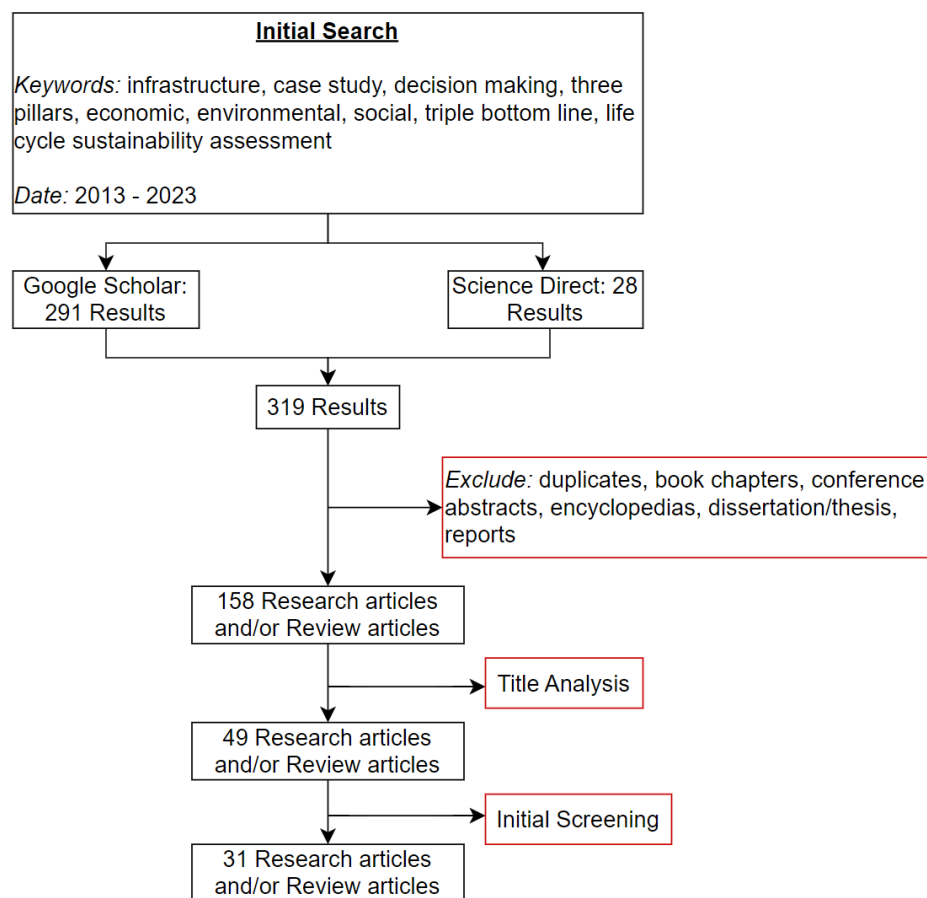 Initial Search
Keywords: infrastructure, case study, decision making, three
pillars, economic, environmental, social, triple bottom line, life
cycle sustainability assessment
Date: 2013 - 2023
Google Scholar:
291 Results
Science Direct: 28
Results
319 Results
Exclude: duplicates, book chapters, conference
abstracts, encyclopedias, dissertation/thesis,
reports
158 Research articles
and/or Review articles
Title Analysis
49 Research articles
and/or Review articles
Initial Screening
31 Research articles
and/or Review articles